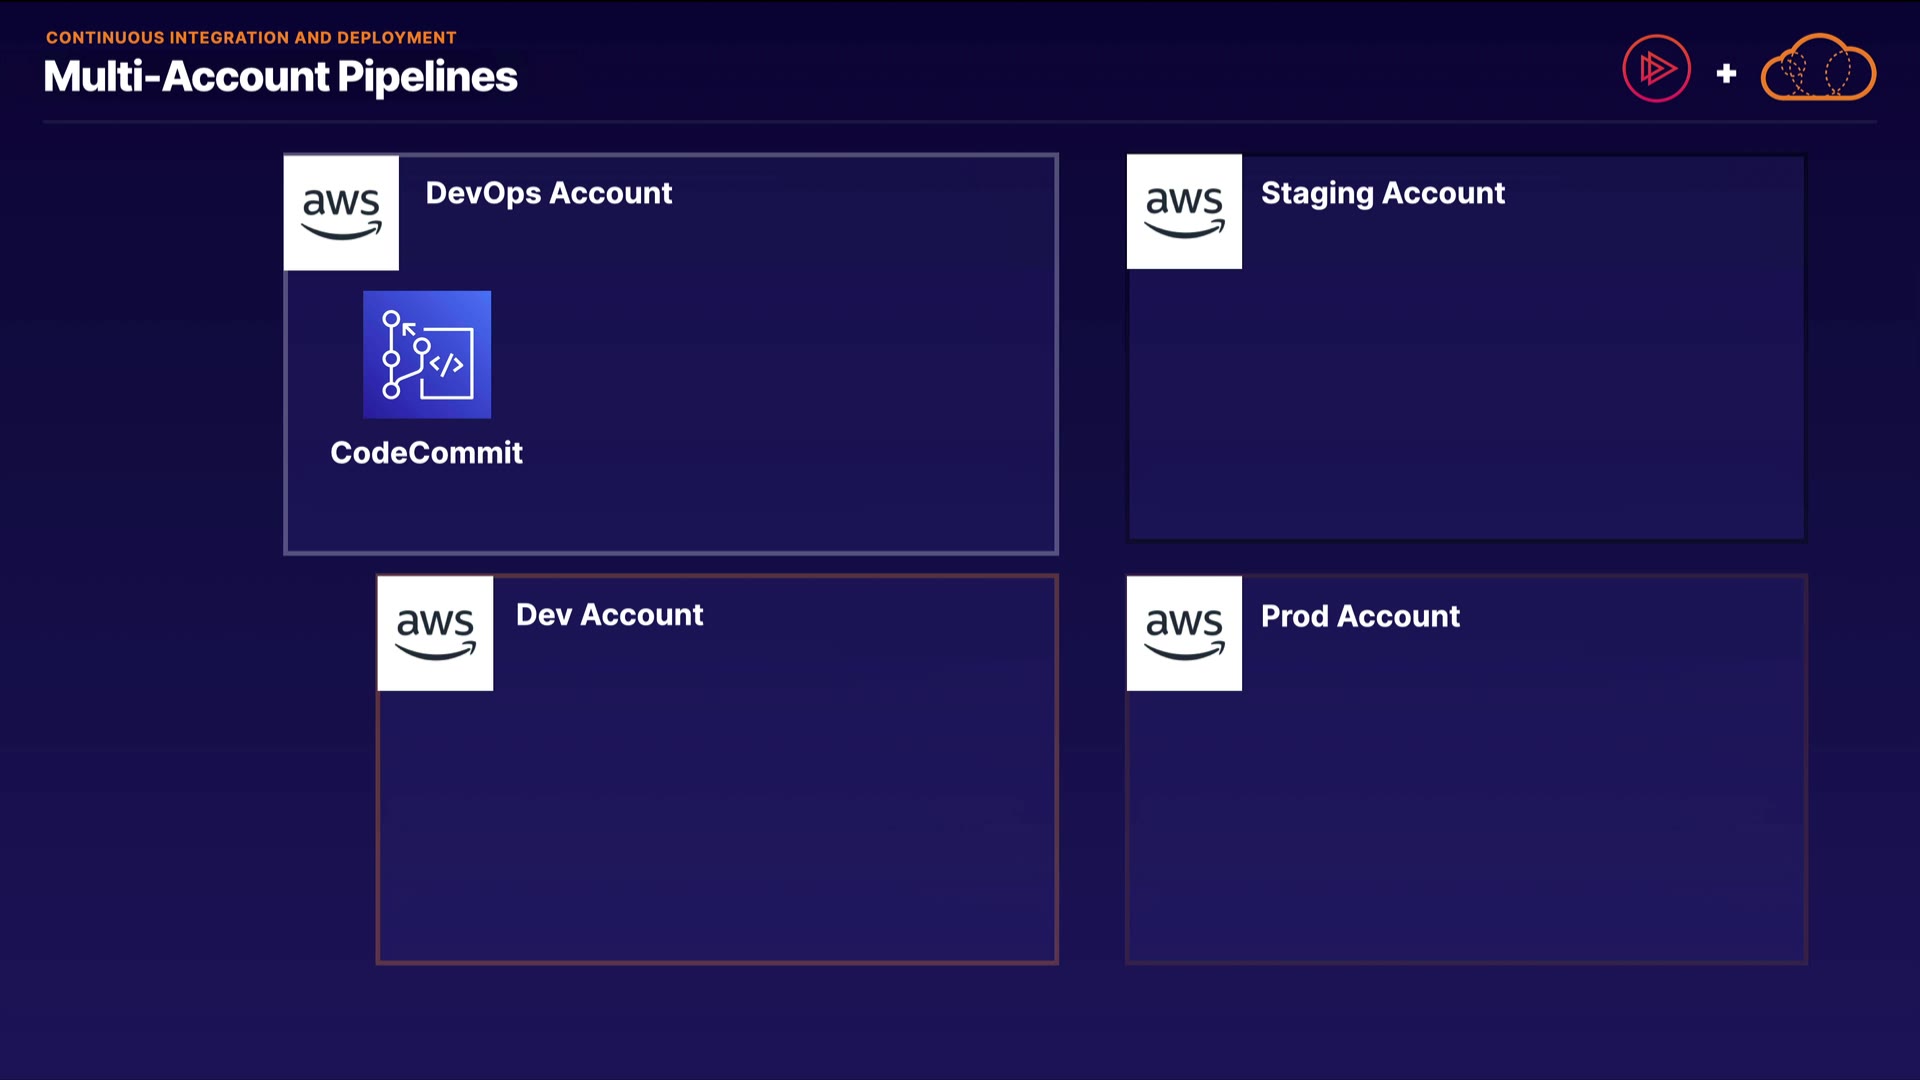 CONTINUOUS INTEGRATION AND DEPLOYMENT
Multi-Account Pipelines
aws
DevOps Account
</>
CodeCommit
aws
Staging Account
aws
Dev Account
aws
Prod Account